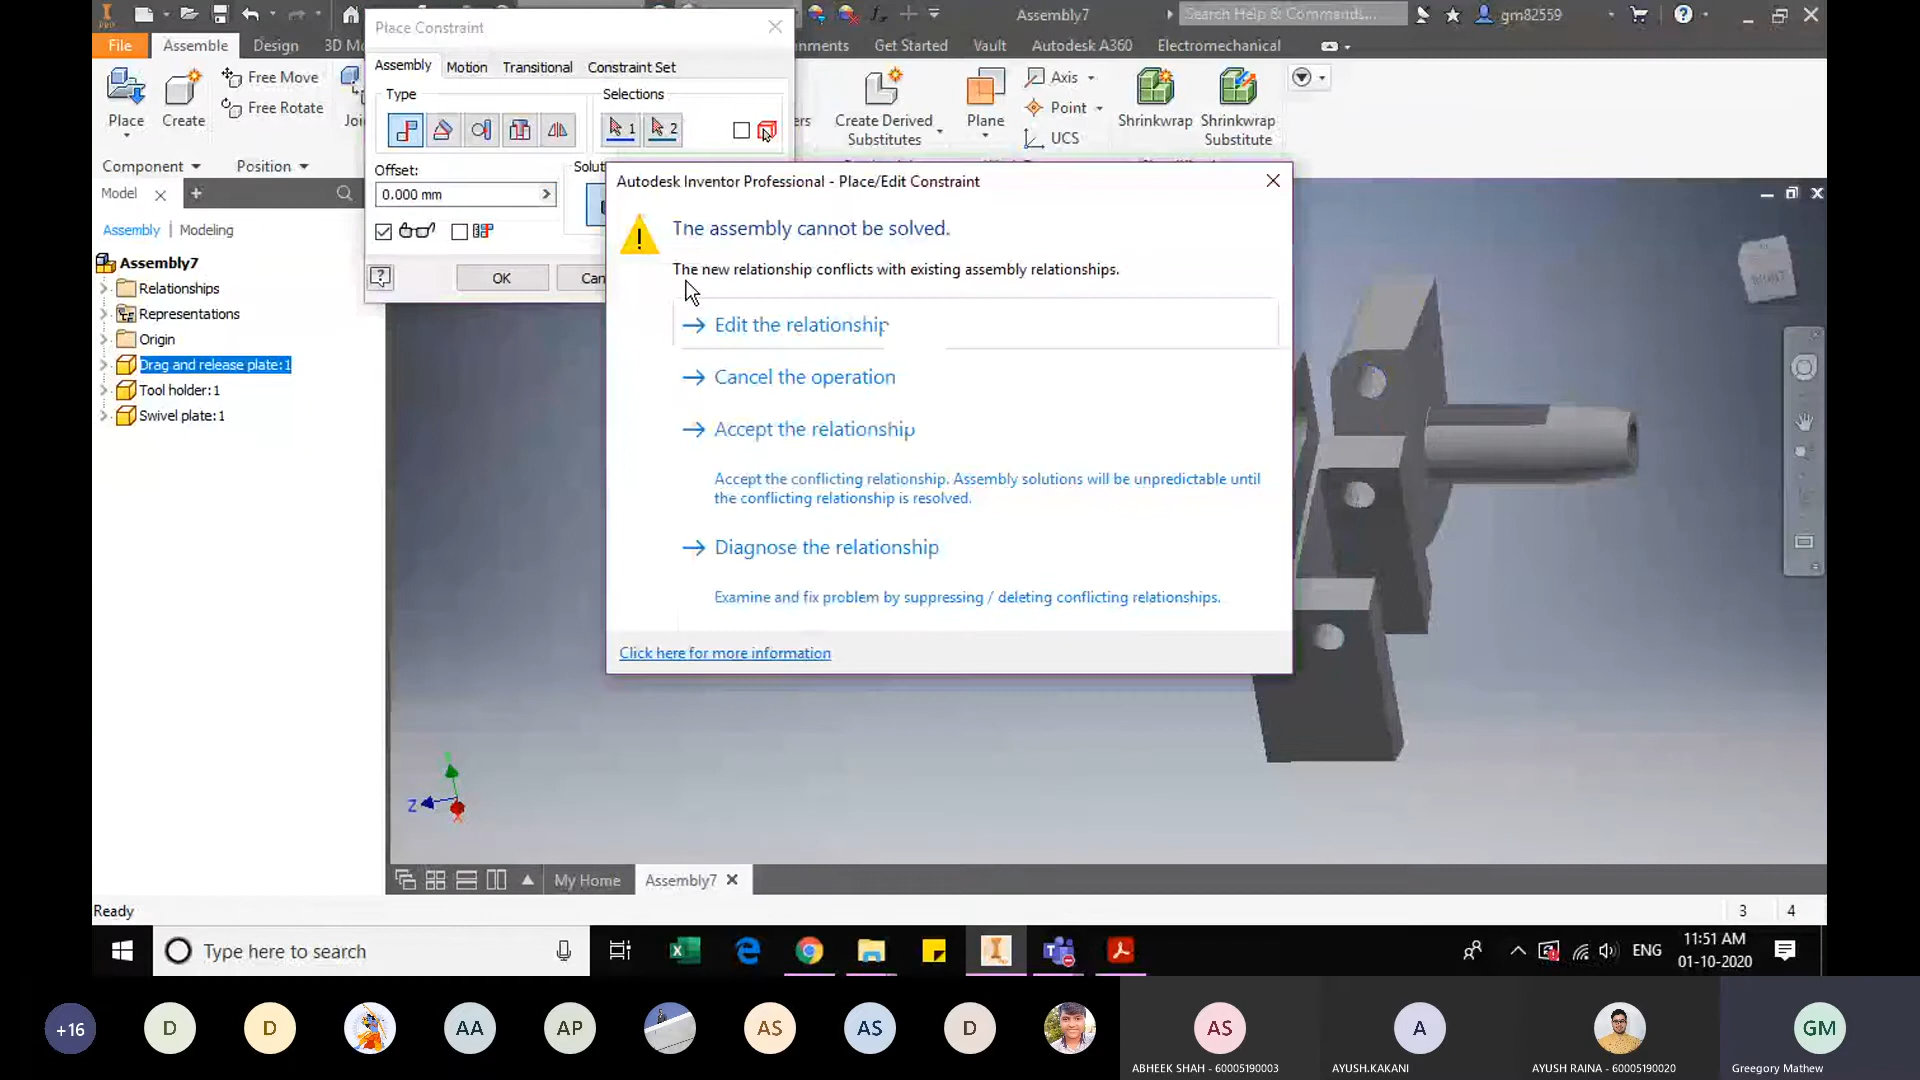 PRO
Assembly7
Search Help & Commands...
gm82559
File
Assemble
Design
3D Mo
nments
Get Started
Vault
Autodesk A360
Electromechanical
Place
Create
Free Move
Free Rotate
Joi
ers
Create Derived
Substitutes
Plane
Axis
Point
UCS
Shrinkwrap
Shrinkwrap
Substitute
Component
Position
Place Constraint
Assembly
Motion
Transitional
Constraint Set
Type
Selections
1
2
Offset:
Solut
0.000 mm
OK
Can
Model
Assembly
Modeling
Assembly7
Relationships
Representations
Origin
Drag and release plate:1
Tool holder:1
Swivel plate:1
Autodesk Inventor Professional - Place/Edit Constraint
The assembly cannot be solved.
The new relationship conflicts with existing assembly relationships.
Edit the relationship
Cancel the operation
Accept the relationship
Accept the conflicting relationship. Assembly solutions will be unpredictable until
the conflicting relationship is resolved.
Diagnose the relationship
Examine and fix problem by suppressing / deleting conflicting relationships.
Click here for more information
Z
My Home
Assembly7
Ready
3
4
Type here to search
ENG
11:51 AM
01-10-2020
+16
D
D
AA
AP
AS
AS
D
AS
A
GM
ABHEEK SHAH - 60005190003
AYUSH.KAKANI
AYUSH RAINA - 60005190020
Greegory Mathew